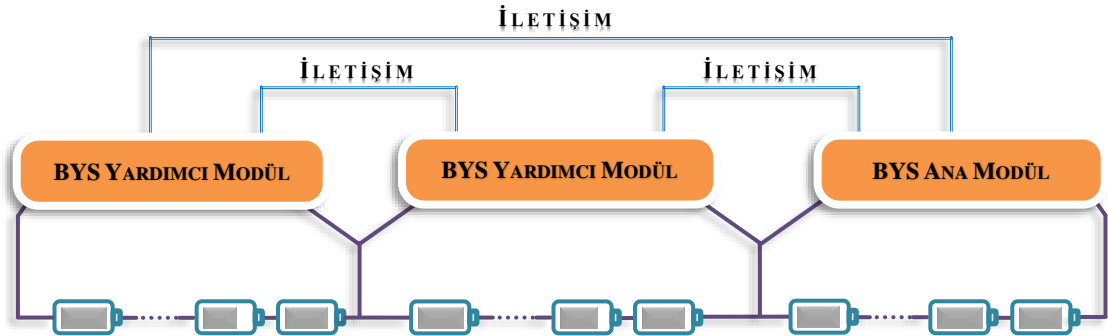 İLETİŞİM
İLETİŞİM İLETİŞİM
BYS YARDIMCI MODÜL BYS YARDIMCI MODÜL BYS ANA MODÜL